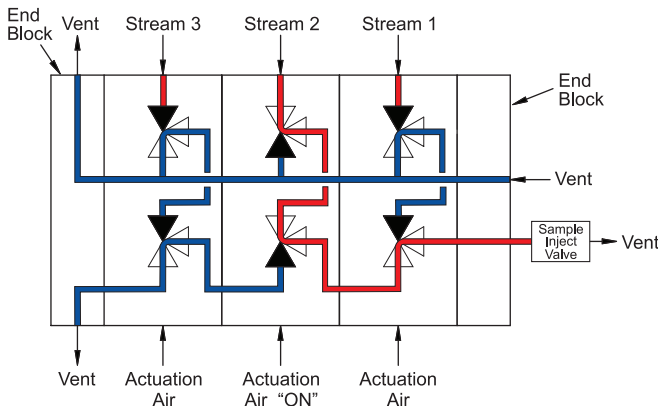 End
Block
Vent
Stream 3
Stream 2
Stream 1
End
Block
Vent
Sample
Inject
Valve
Vent
Vent
Actuation
Air
Actuation
Air "ON"
Actuation
Air